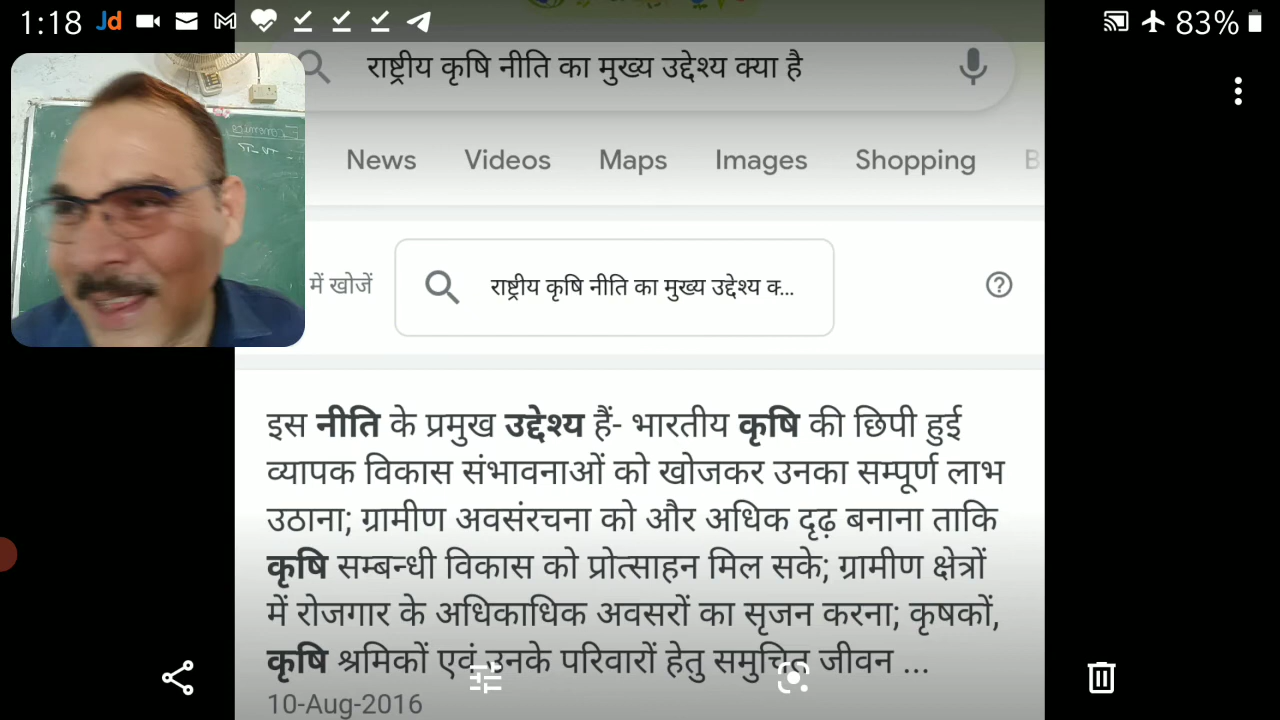 1:18 Jd 83%
राष्ट्रीय कृषि नीति का मुख्य उद्देश्य क्या है
News Videos Maps Images Shopping B
में खोजें राष्ट्रीय कृषि नीति का मुख्य उद्देश्य क...
इस नीति के प्रमुख उद्देश्य हैं- भारतीय कृषि की छिपी हुई
व्यापक विकास संभावनाओं को खोजकर उनका सम्पूर्ण लाभ
उठाना; ग्रामीण अवसंरचना को और अधिक दृढ़ बनाना ताकि
कृषि सम्बन्धी विकास को प्रोत्साहन मिल सके; ग्रामीण क्षेत्रों
में रोजगार के अधिकाधिक अवसरों का सृजन करना; कृषकों,
कृषि श्रमिकों एवं उनके परिवारों हेतु समुचित जीवन ...
10-Aug-2016